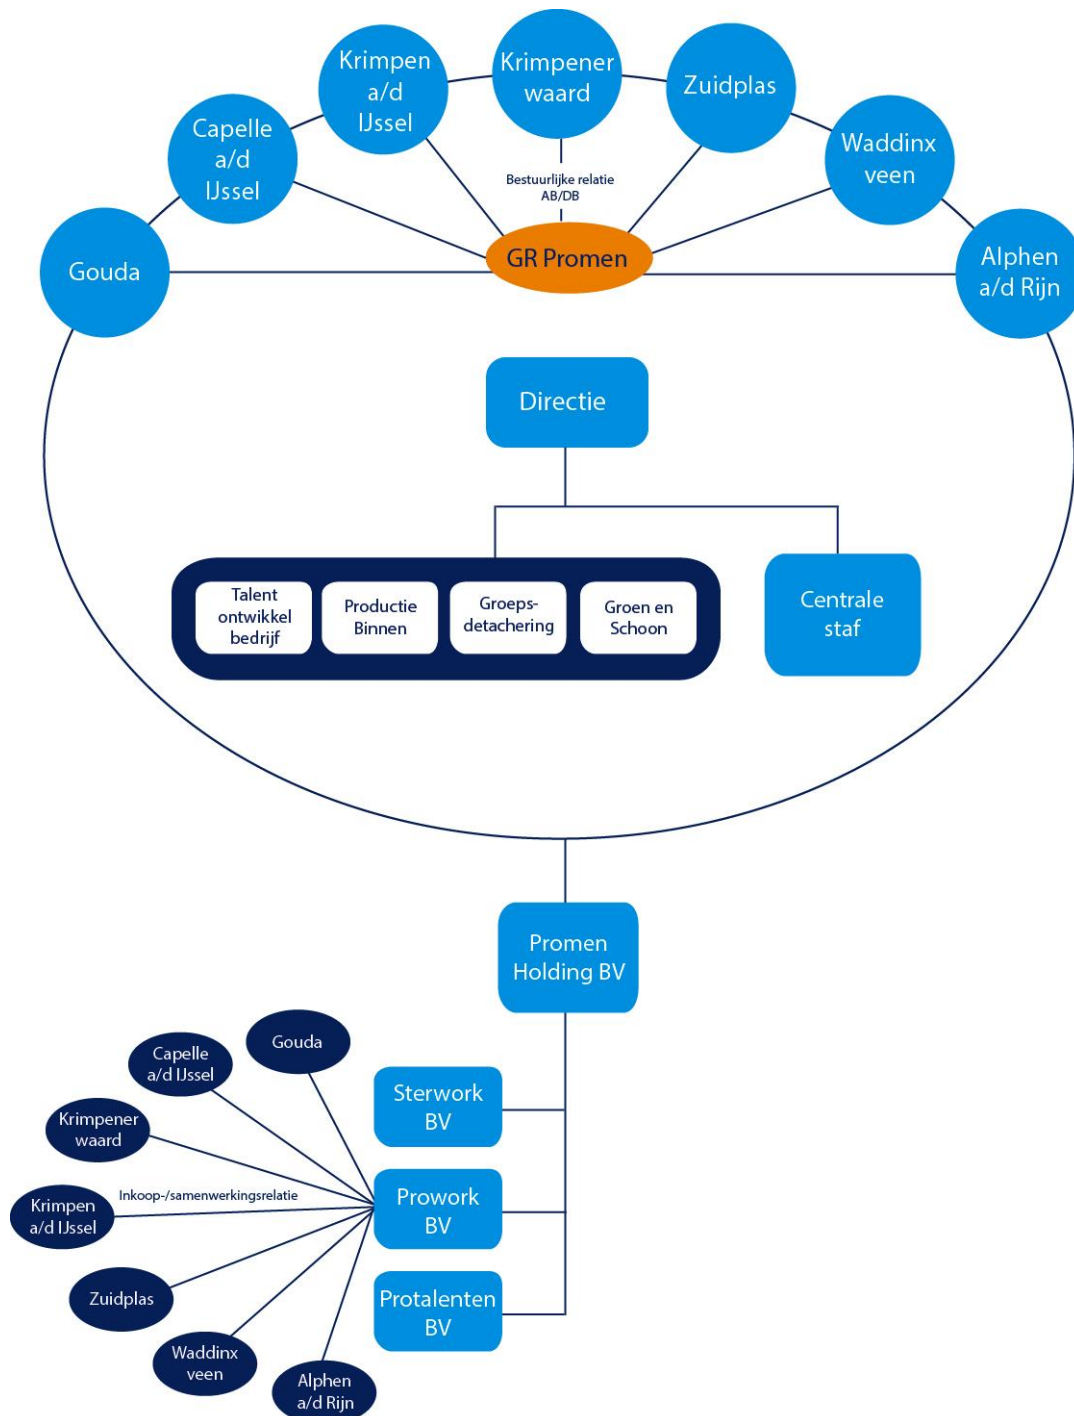 Krimpen
a/d
IJssel
Krimpener
waard
Zuidplas
Capelle
a/d
IJssel
Waddinx
veen
Bestuurlijke relatie
AB/DB
Gouda
GR Promen
Alphen
a/d Rijn
Directie
Talent
ontwikkel
bedrijf
Productie
Binnen
Groeps-
detachering
Groen en
Schoon
Centrale
staf
Promen
Holding BV
Gouda
Capelle
a/d IJssel
Krimpener
waard
Krimpen
a/d IJssel
Inkoop-/samenwerkingsrelatie
Zuidplas
Waddinx
veen
Alphen
a/d Rijn
Sterwork
BV
Prowork
BV
Protalenten
BV